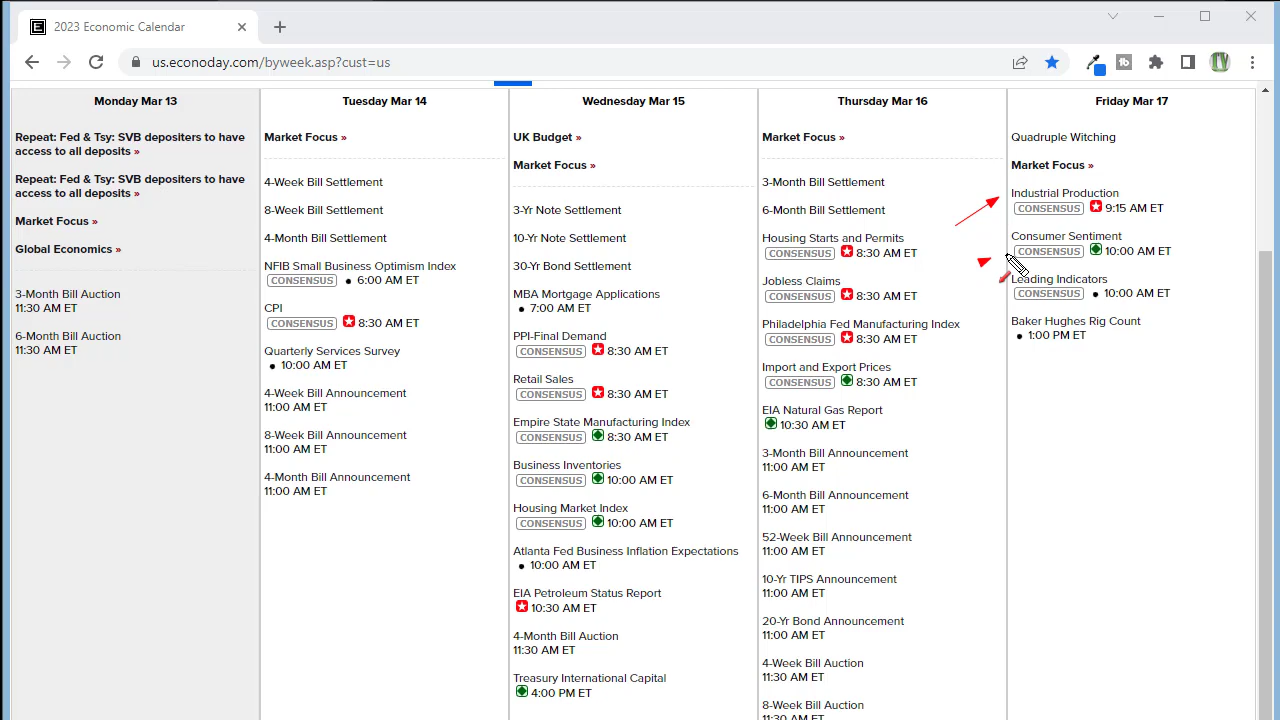 2023 Economic Calendar
us.econoday.com/byweek.asp?cust=us
Monday Mar 13
Repeat: Fed & Tsy: SVB depositers to have
access to all deposits »
Repeat: Fed & Tsy: SVB depositers to have
access to all deposits »
Market Focus »
Global Economics »
3-Month Bill Auction
11:30 AM ET
6-Month Bill Auction
11:30 AM ET
Tuesday Mar 14
Market Focus »
4-Week Bill Settlement
8-Week Bill Settlement
4-Month Bill Settlement
NFIB Small Business Optimism Index
CONSENSUS 6:00 AM ET
CPI
CONSENSUS 8:30 AM ET
Quarterly Services Survey
10:00 AM ET
4-Week Bill Announcement
11:00 AM ET
8-Week Bill Announcement
11:00 AM ET
4-Month Bill Announcement
11:00 AM ET
Wednesday Mar 15
UK Budget »
Market Focus »
3-Yr Note Settlement
10-Yr Note Settlement
30-Yr Bond Settlement
MBA Mortgage Applications
7:00 AM ET
PPI-Final Demand
CONSENSUS 8:30 AM ET
Retail Sales
CONSENSUS 8:30 AM ET
Empire State Manufacturing Index
CONSENSUS 8:30 AM ET
Business Inventories
CONSENSUS 10:00 AM ET
Housing Market Index
CONSENSUS 10:00 AM ET
Atlanta Fed Business Inflation Expectations
10:00 AM ET
EIA Petroleum Status Report
10:30 AM ET
4-Month Bill Auction
11:30 AM ET
Treasury International Capital
4:00 PM ET
Thursday Mar 16
Market Focus »
3-Month Bill Settlement
6-Month Bill Settlement
Housing Starts and Permits
CONSENSUS 8:30 AM ET
Jobless Claims
CONSENSUS 8:30 AM ET
Philadelphia Fed Manufacturing Index
CONSENSUS 8:30 AM ET
Import and Export Prices
CONSENSUS 8:30 AM ET
EIA Natural Gas Report
10:30 AM ET
3-Month Bill Announcement
11:00 AM ET
6-Month Bill Announcement
11:00 AM ET
52-Week Bill Announcement
11:00 AM ET
10-Yr TIPS Announcement
11:00 AM ET
20-Yr Bond Announcement
11:00 AM ET
4-Week Bill Auction
11:30 AM ET
8-Week Bill Auction
11:30 AM ET
Friday Mar 17
Quadruple Witching
Market Focus »
Industrial Production
CONSENSUS 9:15 AM ET
Consumer Sentiment
CONSENSUS 10:00 AM ET
Leading Indicators
CONSENSUS 10:00 AM ET
Baker Hughes Rig Count
1:00 PM ET